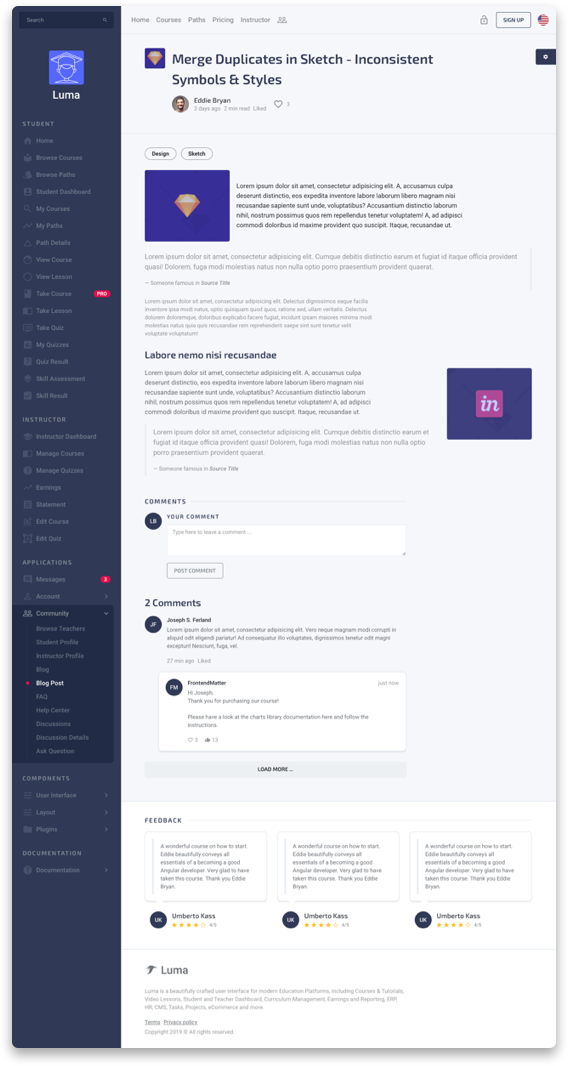 Search
Luma
STUDENT
Home
Browse Courses
Browse Paths
Student Dashboard
My Courses
My Paths
Path Details
View Course
View Lesson
Take Course PRO
Take Lesson
Take Quiz
My Quizzes
Quiz Result
Skill Assessment
Skill Result
INSTRUCTOR
Instructor Dashboard
Manage Courses
Manage Quizzes
Earnings
Statement
Edit Course
Edit Quiz
APPLICATIONS
Messages 3
Account
Community
Browse Teachers
Student Profile
Instructor Profile
Blog
Blog Post
FAQ
Help Center
Discussions
Discussion Details
Ask Question
COMPONENTS
User Interface
Layout
Plugins
DOCUMENTATION
Documentation
Home Courses Paths Pricing Instructor
SIGN UP
Merge Duplicates in Sketch - Inconsistent
Symbols & Styles
Eddie Bryan
3 days ago 2 min read Liked
3
Design Sketch
Lorem ipsum dolor sit amet, consectetur adipisicing elit. A, accusamus culpa
deserunt distinctio, eos expedita inventore labore laborum libero magnam nisi
recusandae sapiente sunt unde, voluptatibus? Accusantium distinctio laborum
nihil, nostrum possimus quos rem repellendus tenetur voluptatem! A, ad atque
commodi doloribus id maxime provident quo suscipit. Itaque, recusandae ut.
Lorem ipsum dolor sit amet, consectetur adipisicing elit. Cumque debitis distinctio earum et fugiat id itaque officia provident
quasi! Dolorem, fuga modi molestias natus non nulla optio porro praesentium provident quaerat.
— Someone famous in Source Title
Lorem ipsum dolor sit amet, consectetur adipisicing elit. Delectus dignissimos eaque facilis
inventore ipsa modi natus, optio quisquam quod quos, ratione sed, ullam veritatis. Delectus
dolorem doloremque, doloribus explicabo facere fugiat, incidunt ipsam maiores minima modi
molestias natus quia quis recusandae rem reprehenderit saepe sint sunt tenetur velit
voluptate voluptatum!
Labore nemo nisi recusandae
Lorem ipsum dolor sit amet, consectetur adipisicing elit. A, accusamus culpa
deserunt distinctio, eos expedita inventore labore laborum libero magnam nisi
recusandae sapiente sunt unde, voluptatibus? Accusantium distinctio laborum
nihil, nostrum possimus quos rem repellendus tenetur voluptatem! A, ad atque
commodi doloribus id maxime provident quo suscipit. Itaque, recusandae ut.
in
Lorem ipsum dolor sit amet, consectetur adipisicing elit. Cumque debitis distinctio earum et
fugiat id itaque officia provident quasi! Dolorem, fuga modi molestias natus non nulla optio
porro praesentium provident quaerat.
— Someone famous in Source Title
COMMENTS
LB
YOUR COMMENT
Type here to leave a comment ...
POST COMMENT
2 Comments
JF
Joseph S. Ferland
Lorem ipsum dolor sit amet, consectetur adipisicing elit. Vere neque magnam modi corrupti in
aliquid odit eligendi pariatur! Ad consequatur illo voluptates, dignissimos tenetur odit magni
excepturi! Nesciunt, fuga, vel.
27 min ago Liked
FM
FrontendMatter just now
Hi Joseph,
Thank you for purchasing our course!
Please have a look at the charts library documentation here and follow the
instructions.
3 13
LOAD MORE ...
FEEDBACK
A wonderful course on how to start.
Eddie beautifully conveys all
essentials of a becoming a good
Angular developer. Very glad to have
taken this course. Thank you Eddie
Bryan.
UK Umberto Kass
4/5
A wonderful course on how to start.
Eddie beautifully conveys all
essentials of a becoming a good
Angular developer. Very glad to have
taken this course. Thank you Eddie
Bryan.
UK Umberto Kass
4/5
A wonderful course on how to start.
Eddie beautifully conveys all
essentials of a becoming a good
Angular developer. Very glad to have
taken this course. Thank you Eddie
Bryan.
UK Umberto Kass
4/5
Luma
Luma is a beautifully crafted user interface for modern Education Platforms, including Courses & Tutorials,
Video Lessons, Student and Teacher Dashboard, Curriculum Management, Earnings and Reporting, ERP,
HR, CMS, Tasks, Projects, eCommerce and more.
Terms Privacy policy
Copyright 2019 © All rights reserved.